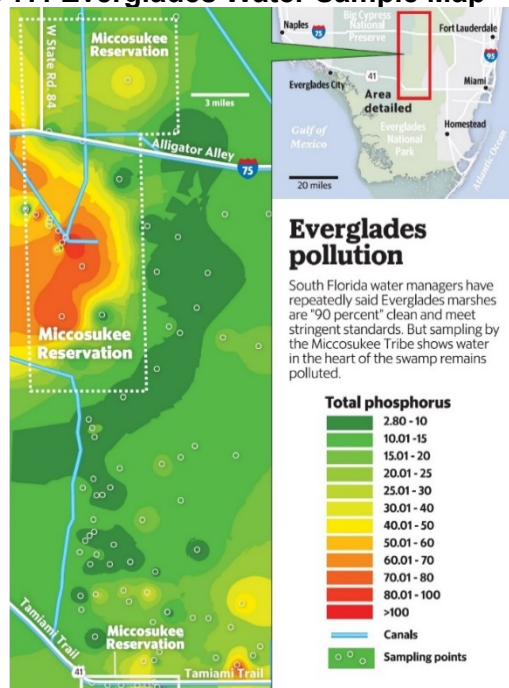 Everglades Water Sample Map
Miccosukee
Reservation
W State Rd. 84
3 miles
Alligator Alley
75
Miccosukee
Reservation
Tamiami Trail
41
Miccosukee
Reservation
Tamiami Trail
Naples
75
Big Cypress
National
Preserve
Fort Lauderdale
95
Everglades City
41
Miami
Area
detailed
Gulf of
Mexico
Everglades
National
Park
Homestead
Atlantic Ocean
20 miles
Everglades
pollution
South Florida water managers have
repeatedly said Everglades marshes
are "90 percent" clean and meet
stringent standards. But sampling by
the Miccosukee Tribe shows water
in the heart of the swamp remains
polluted.
Total phosphorus
2.80 - 10
10.01 -15
15.01 - 20
20.01 - 25
25.01 - 30
30.01 - 40
40.01 - 50
50.01 - 60
60.01 - 70
70.01 - 80
80.01 - 100
>100
Canals
Sampling points